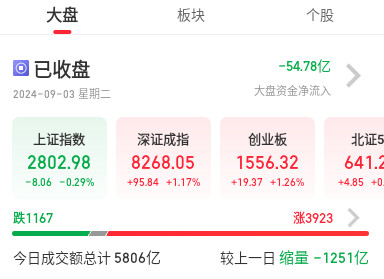 大盘 板块 个股
已收盘 -54.78亿
2024-09-03 星期二 大盘资金净流入
上证指数 深证成指 创业板 北证5
2802.98 8268.05 1556.32 641.2
-8.06 -0.29% +95.84 +1.17% +19.37 +1.26% +4.85 +0.
跌1167 涨3923
今日成交额总计 5806亿 较上一日 缩量 -1251亿